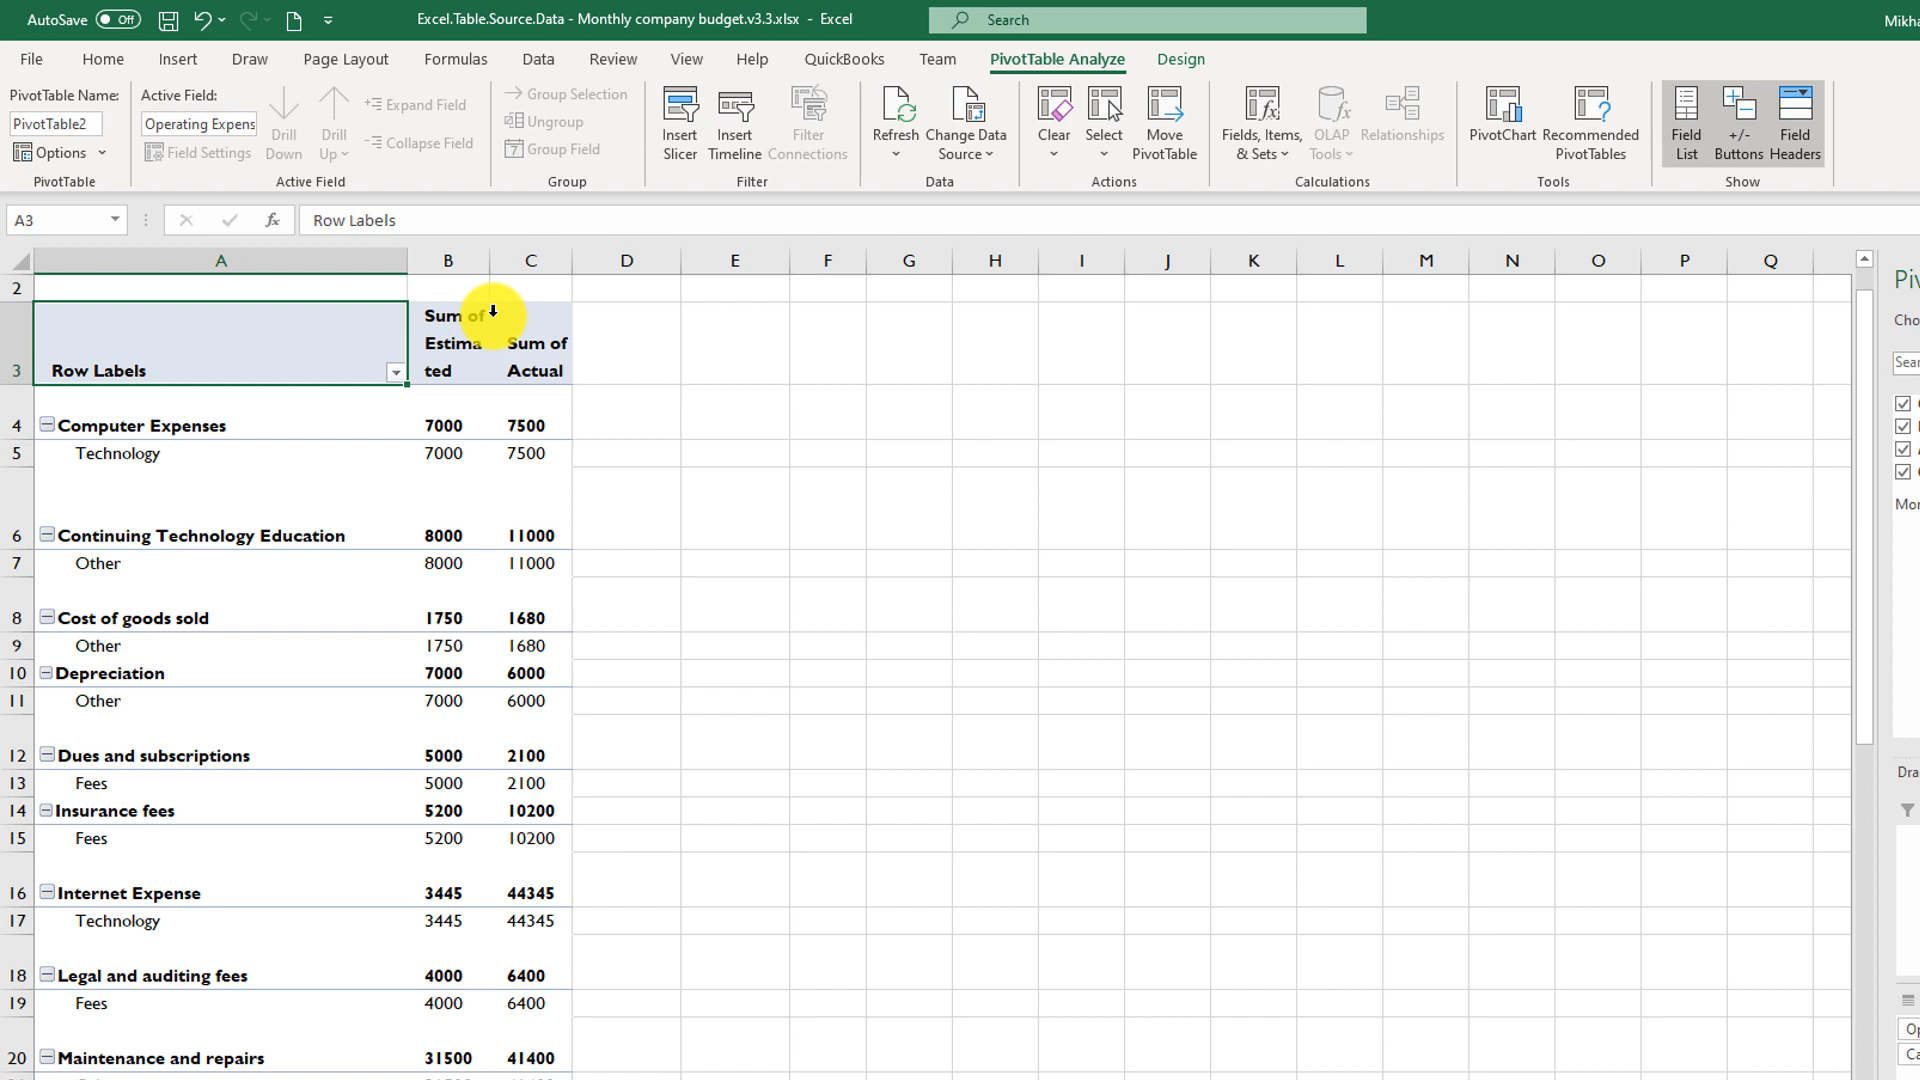 AutoSave Off Excel.Table.Source.Data - Monthly company budget.v3.3.xlsx - Excel Search Mikha
File Home Insert Draw Page Layout Formulas Data Review View Help QuickBooks Team PivotTable Analyze Design
PivotTable Name:
PivotTable2
Options
PivotTable
Active Field:
Operating Expens
Field Settings
Drill Down
Drill Up
Expand Field
Collapse Field
Active Field
Group Selection
Ungroup
Group Field
Group
Insert Slicer
Insert Timeline
Filter Connections
Filter
Refresh
Change Data Source
Data
Clear
Select
Move PivotTable
Actions
Fields, Items, & Sets
OLAP Tools
Relationships
Calculations
PivotChart
Recommended PivotTables
Tools
Field List
+/- Buttons
Field Headers
Show
A3 fx Row Labels
A B C D E F G H I J K L M N O P Q
2
3 Row Labels Sum of Estimated Sum of Actual
4 Computer Expenses 7000 7500
5 Technology 7000 7500
6 Continuing Technology Education 8000 11000
7 Other 8000 11000
8 Cost of goods sold 1750 1680
9 Other 1750 1680
10 Depreciation 7000 6000
11 Other 7000 6000
12 Dues and subscriptions 5000 2100
13 Fees 5000 2100
14 Insurance fees 5200 10200
15 Fees 5200 10200
16 Internet Expense 3445 44345
17 Technology 3445 44345
18 Legal and auditing fees 4000 6400
19 Fees 4000 6400
20 Maintenance and repairs 31500 41400
Piv
Cho
Sear
Mor
Dra
Op
Ca